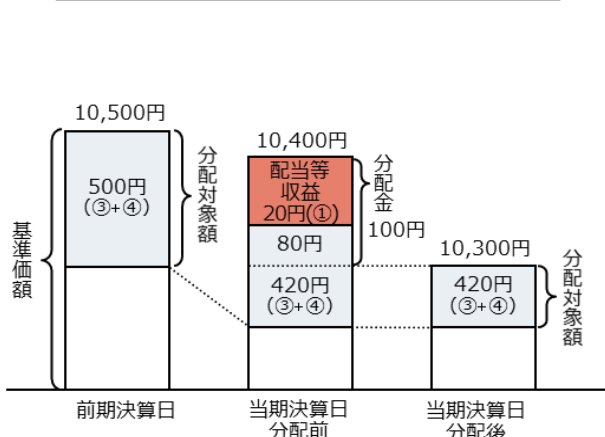 10,500円
500円
(③+④)
分配対象額
基準価額
前期決算日
10,400円
配当等
収益
20円(①)
80円
420円
(③+④)
分配金
100円
当期決算日
分配前
10,300円
420円
(③+④)
分配対象額
当期決算日
分配後